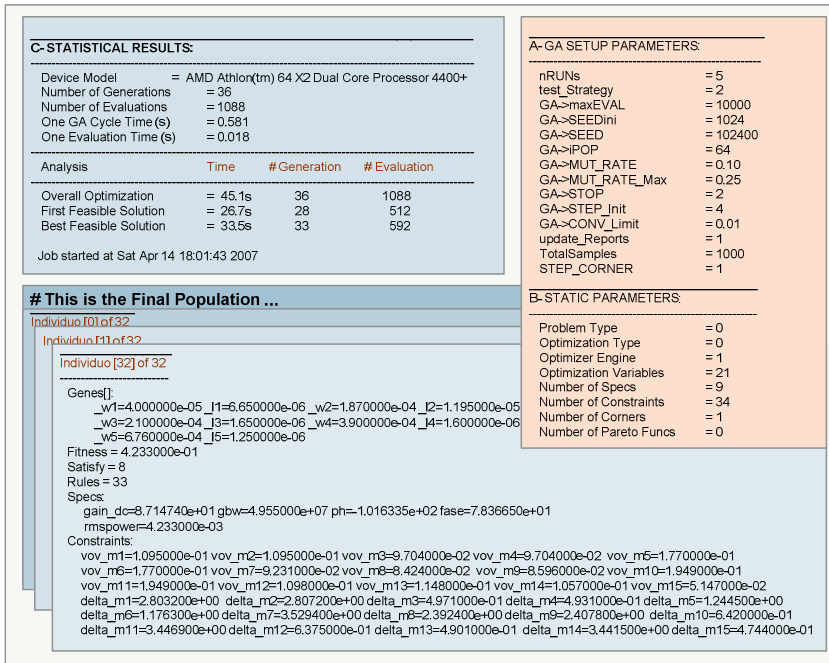 C- STATISTICAL RESULTS:
Device Model = AMD Athlon(tm) 64 X2 Dual Core Processor 4400+
Number of Generations = 36
Number of Evaluations = 1088
One GA Cycle Time (s) = 0.581
One Evaluation Time (s) = 0.018
Analysis Time # Generation # Evaluation
Overall Optimization = 45.1s 36 1088
First Feasible Solution = 26.7s 28 512
Best Feasible Solution = 33.5s 33 592
Job started at Sat Apr 14 18:01:43 2007
A- GA SETUP PARAMETERS:
nRUNs = 5
test_Strategy = 2
GA->maxEVAL = 10000
GA->SEEDini = 1024
GA->SEED = 102400
GA->iPOP = 64
GA->MUT_RATE = 0.10
GA->MUT_RATE_Max = 0.25
GA->STOP = 2
GA->STEP_Init = 4
GA->CONV_Limit = 0.01
update_Reports = 1
TotalSamples = 1000
STEP_CORNER = 1
B- STATIC PARAMETERS:
Problem Type = 0
Optimization Type = 0
Optimizer Engine = 1
Optimization Variables = 21
Number of Specs = 9
Number of Constraints = 34
Number of Corners = 1
Number of Pareto Funcs = 0
# This is the Final Population ...
Individuo [0] of 32
Individuo [1] of 32
Individuo [32] of 32
Genes[]:
_w1=4.000000e-05 _l1=6.650000e-06 _w2=1.870000e-04 _l2=1.195000e-05
_w3=2.100000e-04 _l3=1.650000e-06 _w4=3.900000e-04 _l4=1.600000e-06
_w5=6.760000e-04 _l5=1.250000e-06
Fitness = 4.233000e-01
Satisfy = 8
Rules = 33
Specs:
gain_dc=8.714740e+01 gbw=4.955000e+07 ph=-1.016335e+02 fase=7.836650e+01
rmspower=4.233000e-03
Constraints:
vov_m1=1.095000e-01 vov_m2=1.095000e-01 vov_m3=9.704000e-02 vov_m4=9.704000e-02 vov_m5=1.770000e-01
vov_m6=1.770000e-01 vov_m7=9.231000e-02 vov_m8=8.424000e-02 vov_m9=8.596000e-02 vov_m10=1.949000e-01
vov_m11=1.949000e-01 vov_m12=1.098000e-01 vov_m13=1.148000e-01 vov_m14=1.057000e-01 vov_m15=5.147000e-02
delta_m1=2.803200e+00 delta_m2=2.807200e+00 delta_m3=4.971000e-01 delta_m4=4.931000e-01 delta_m5=1.244500e+00
delta_m6=1.176300e+00 delta_m7=3.529400e+00 delta_m8=2.392400e+00 delta_m9=2.407800e+00 delta_m10=6.420000e-01
delta_m11=3.446900e+00 delta_m12=6.375000e-01 delta_m13=4.901000e-01 delta_m14=3.441500e+00 delta_m15=4.744000e-01